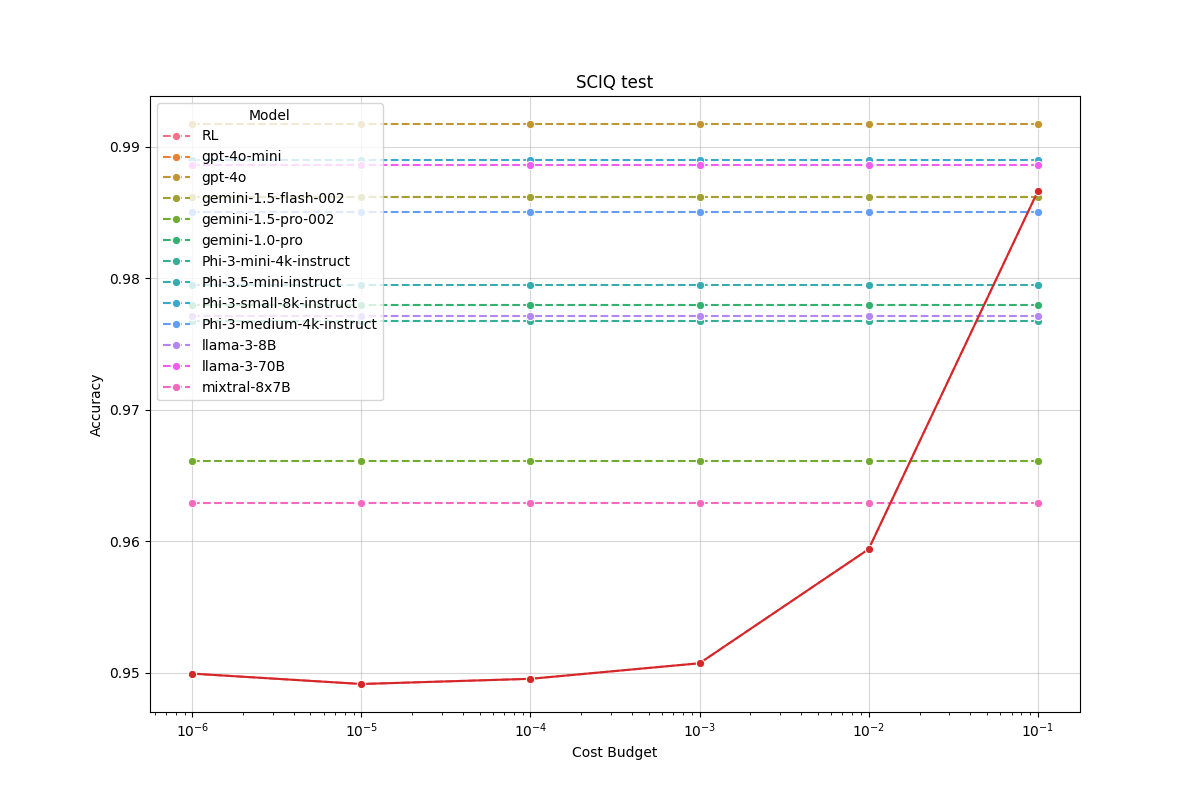 SCIQ test
Model
RL
gpt-4o-mini
gpt-4o
gemini-1.5-flash-002
gemini-1.5-pro-002
gemini-1.0-pro
Phi-3-mini-4k-instruct
Phi-3.5-mini-instruct
Phi-3-small-8k-instruct
Phi-3-medium-4k-instruct
llama-3-8B
llama-3-70B
mixtral-8x7B
Accuracy
0.99
0.98
0.97
0.96
0.95
10⁻⁶ 10⁻⁵ 10⁻⁴ 10⁻³ 10⁻² 10⁻¹
Cost Budget